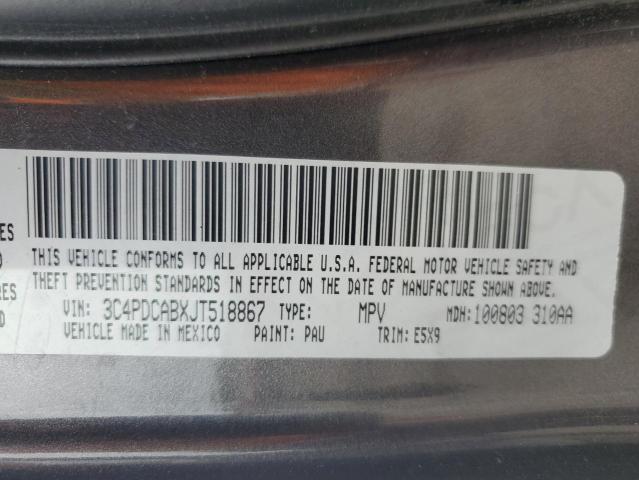 ES
THIS VEHICLE CONFORMS TO ALL APPLICABLE U.S.A. FEDERAL MOTOR VEHICLE SAFETY AND
THEFT PREVENTION STANDARDS IN EFFECT ON THE DATE OF MANUFACTURE SHOWN ABOVE.
ES
VIN: 3C4PDCABXJT518867 TYPE: MPV MDH:100803 310AA
VEHICLE MADE IN MEXICO PAINT: PAU TRIM: E5X9